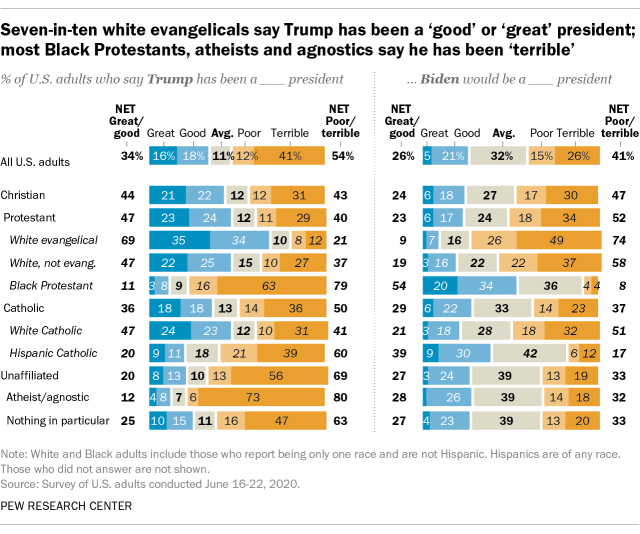 Seven-in-ten white evangelicals say Trump has been a ‘good’ or ‘great’ president;
most Black Protestants, atheists and agnostics say he has been ‘terrible’
% of U.S. adults who say Trump has been a ___ president
... Biden would be a ___ president
NET Great/good Great Good Avg. Poor Terrible NET Poor/terrible
NET Great/good Great Good Avg. Poor Terrible NET Poor/terrible
All U.S. adults 34% 16% 18% 11% 12% 41% 54% 26% 5 21% 32% 15% 26% 41%
Christian 44 21 22 12 12 31 43 24 6 18 27 17 30 47
Protestant 47 23 24 12 11 29 40 23 6 17 24 18 34 52
White evangelical 69 35 34 10 8 12 21 9 7 16 26 49 74
White, not evang. 47 22 25 15 10 27 37 19 3 16 22 22 37 58
Black Protestant 11 3 8 9 16 63 79 54 20 34 36 4 4 8
Catholic 36 18 18 13 14 36 50 29 6 22 33 14 23 37
White Catholic 47 24 23 12 10 31 41 21 3 18 28 18 32 51
Hispanic Catholic 20 9 11 18 21 39 60 39 9 30 42 6 12 17
Unaffiliated 20 8 13 10 13 56 69 27 3 24 39 13 19 33
Atheist/agnostic 12 4 8 7 6 73 80 28 26 39 14 18 32
Nothing in particular 25 10 15 11 16 47 63 27 4 23 39 13 20 33
Note: White and Black adults include those who report being only one race and are not Hispanic. Hispanics are of any race.
Those who did not answer are not shown.
Source: Survey of U.S. adults conducted June 16-22, 2020.
PEW RESEARCH CENTER